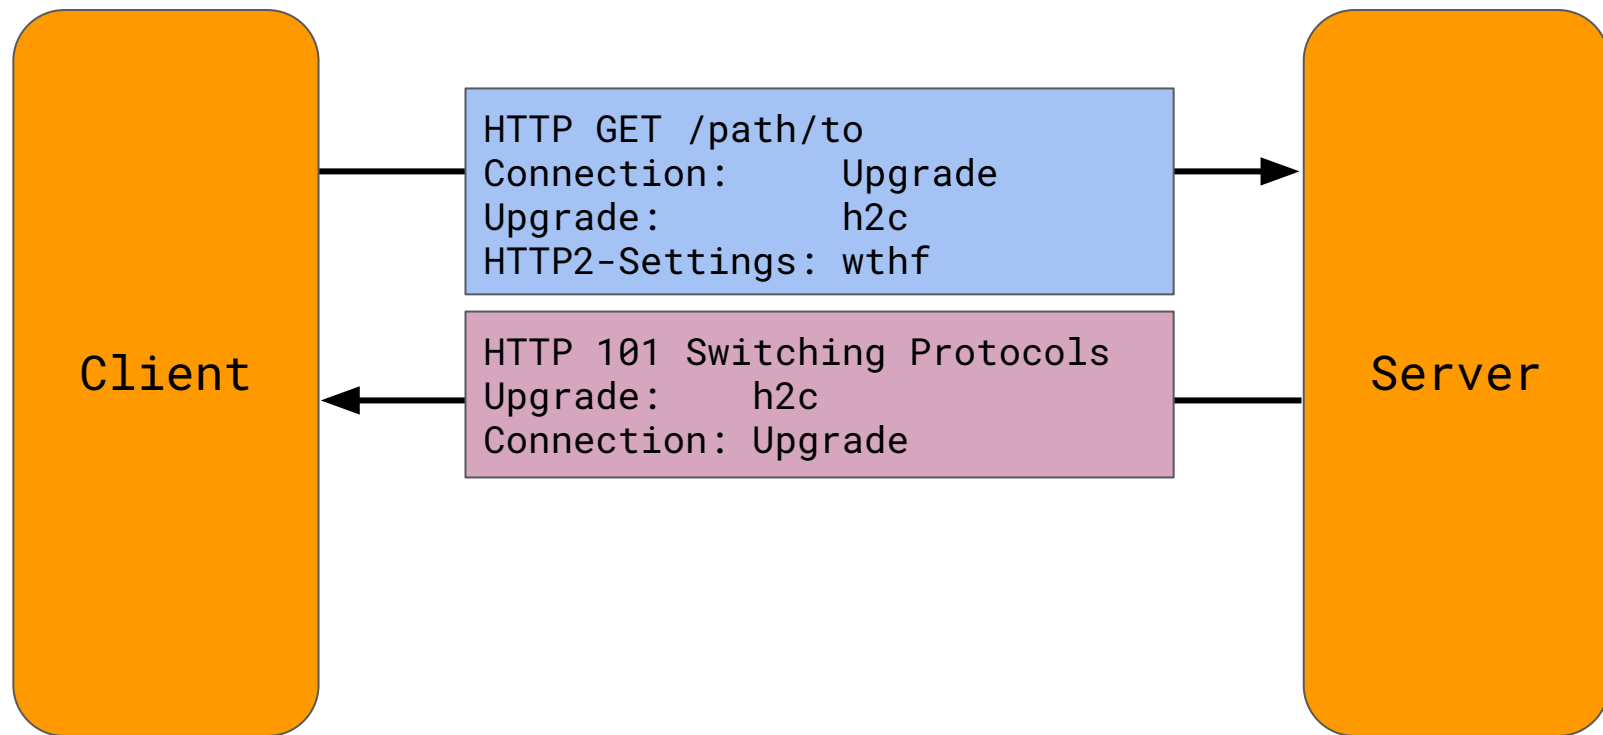 Client
HTTP GET /path/to
Connection:     Upgrade
Upgrade:        h2c
HTTP2-Settings: wthf
HTTP 101 Switching Protocols
Upgrade:    h2c
Connection: Upgrade
Server